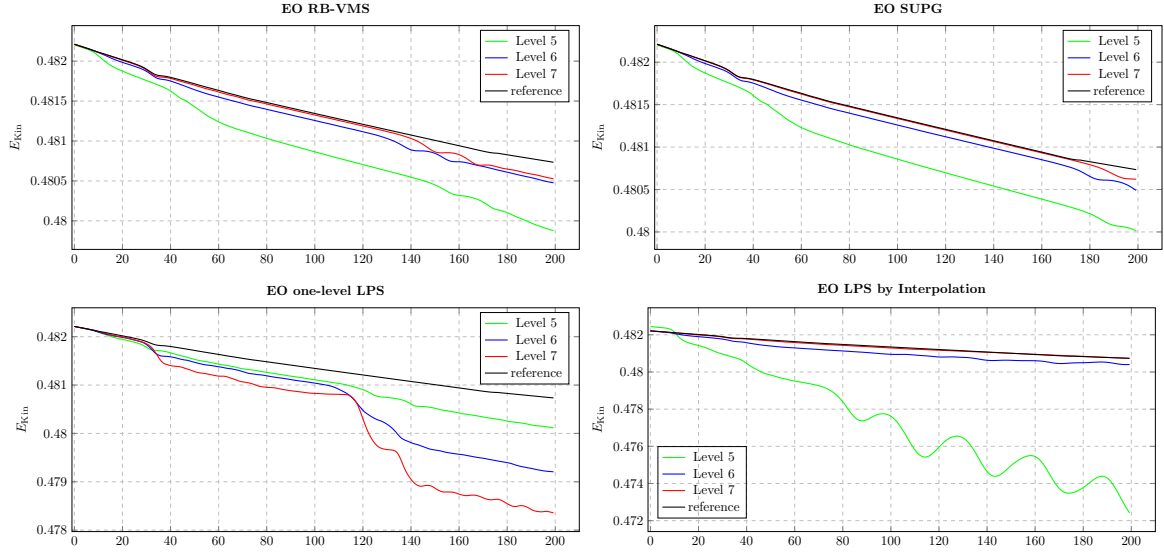 EO RB-VMS
E_Kin
0.482
0.4815
0.481
0.4805
0.48
0 20 40 60 80 100 120 140 160 180 200
Level 5
Level 6
Level 7
reference
EO SUPG
E_Kin
0.482
0.4815
0.481
0.4805
0.48
0 20 40 60 80 100 120 140 160 180 200
Level 5
Level 6
Level 7
reference
EO one-level LPS
E_Kin
0.482
0.481
0.48
0.479
0.478
0 20 40 60 80 100 120 140 160 180 200
Level 5
Level 6
Level 7
reference
EO LPS by Interpolation
E_Kin
0.482
0.48
0.478
0.476
0.474
0.472
0 20 40 60 80 100 120 140 160 180 200
Level 5
Level 6
Level 7
reference